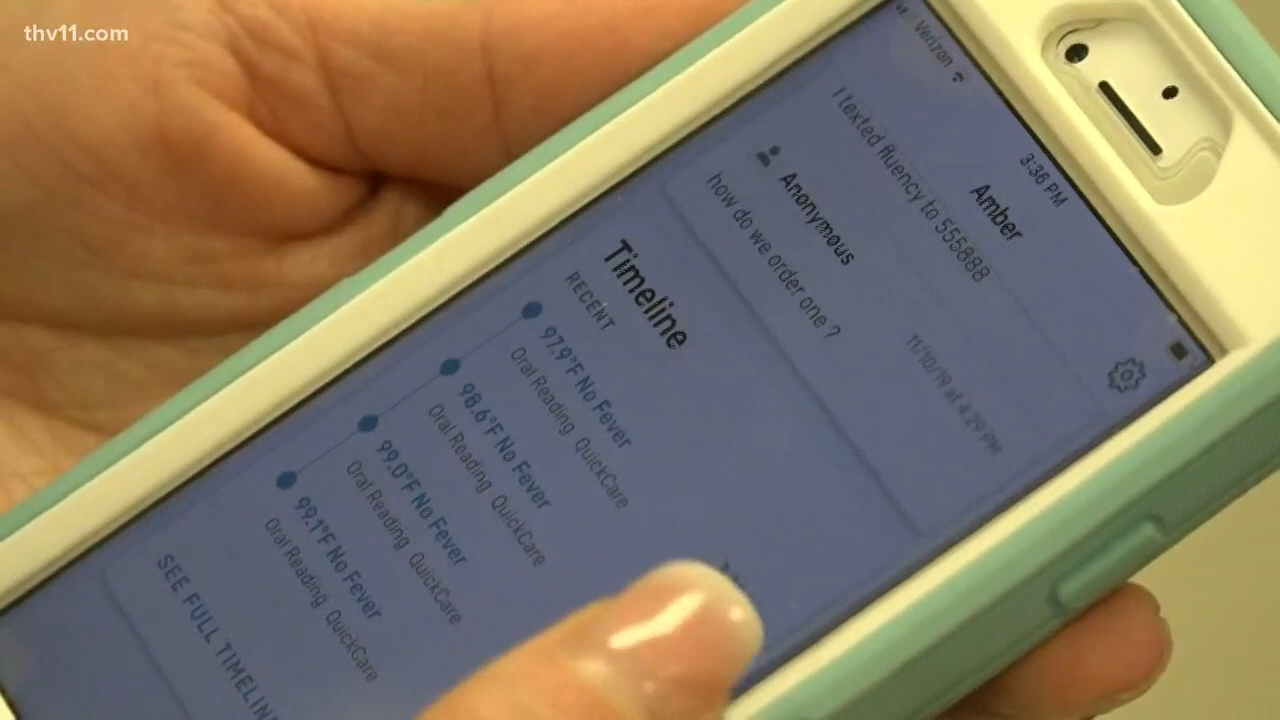 thv11.com
Verizon
3:36 PM
Amber
I texted fluency to 555888
11/10/19 at 4:29 PM
Anonymous
how do we order one ?
Timeline
RECENT
97.9°F No Fever
Oral Reading QuickCare
98.6°F No Fever
Oral Reading QuickCare
99.0°F No Fever
Oral Reading QuickCare
99.1°F No Fever
Oral Reading QuickCare
SEE FULL TIMELINE